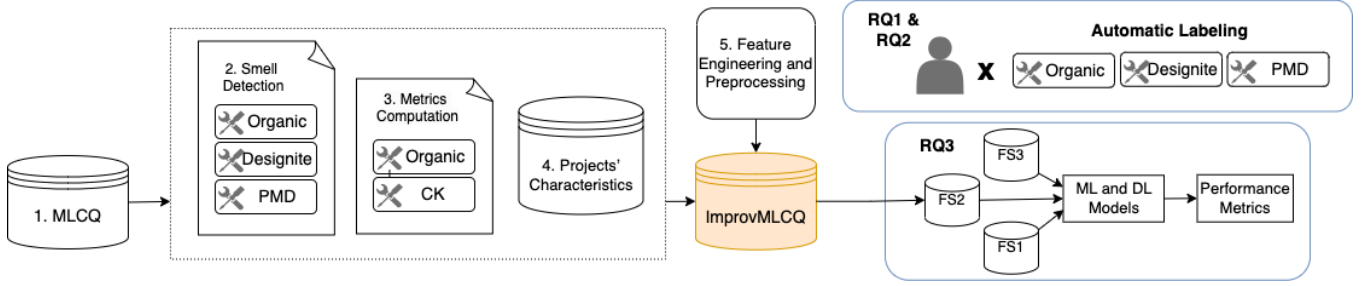 1. MLCQ
2. Smell
Detection
Organic
Designite
PMD
3. Metrics
Computation
Organic
CK
4. Projects'
Characteristics
5. Feature
Engineering and
Preprocessing
ImprovMLCQ
RQ1 &
RQ2
X
Automatic Labeling
Organic
Designite
PMD
RQ3
FS3
FS2
FS1
ML and DL
Models
Performance
Metrics